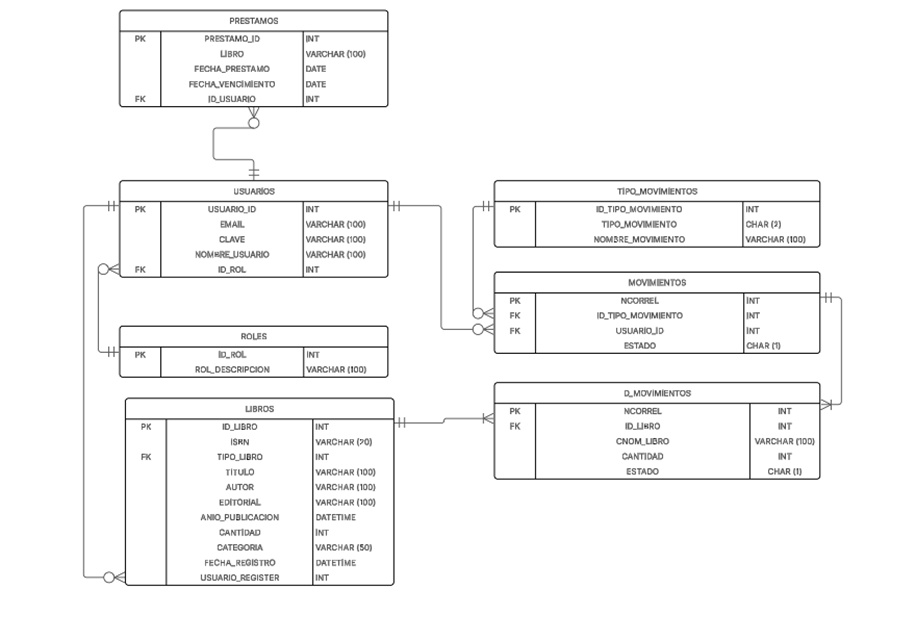 PRESTAMOS
PK PRESTAMO_ID INT
LIBRO VARCHAR (100)
FECHA_PRESTAMO DATE
FECHA_VENCIMIENTO DATE
FK ID_USUARIO INT
USUARIOS
PK USUARIO_ID INT
EMAIL VARCHAR (100)
CLAVE VARCHAR (100)
NOMBRE_USUARIO VARCHAR (100)
FK ID_ROL INT
ROLES
PK ID_ROL INT
ROL_DESCRIPCION VARCHAR (100)
LIBROS
PK ID_LIBRO INT
ISBN VARCHAR (20)
FK TIPO_LIBRO INT
TITULO VARCHAR (100)
AUTOR VARCHAR (100)
EDITORIAL VARCHAR (100)
ANIO_PUBLICACION DATETIME
CANTIDAD INT
CATEGORIA VARCHAR (50)
FECHA_REGISTRO DATETIME
USUARIO_REGISTER INT
TIPO_MOVIMIENTOS
PK ID_TIPO_MOVIMIENTO INT
TIPO_MOVIMIENTO CHAR (2)
NOMBRE_MOVIMIENTO VARCHAR (100)
MOVIMIENTOS
PK NCORREL INT
FK ID_TIPO_MOVIMIENTO INT
FK USUARIO_ID INT
ESTADO CHAR (1)
D_MOVIMIENTOS
PK NCORREL INT
FK ID_LIBRO INT
CNOM_LIBRO VARCHAR (100)
CANTIDAD INT
ESTADO CHAR (1)